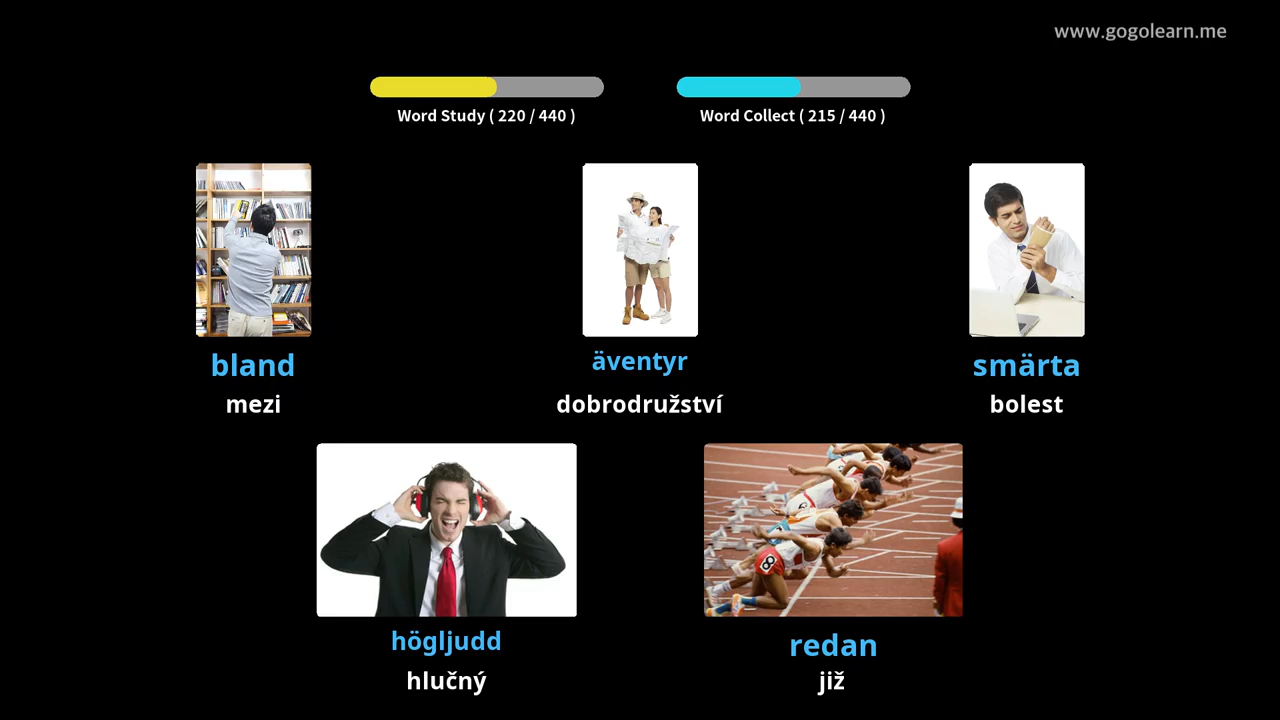 www.gogolearn.me
Word Study ( 220 / 440 )
Word Collect ( 215 / 440 )
bland
mezi
äventyr
dobrodružství
smärta
bolest
högljudd
hlučný
redan
již